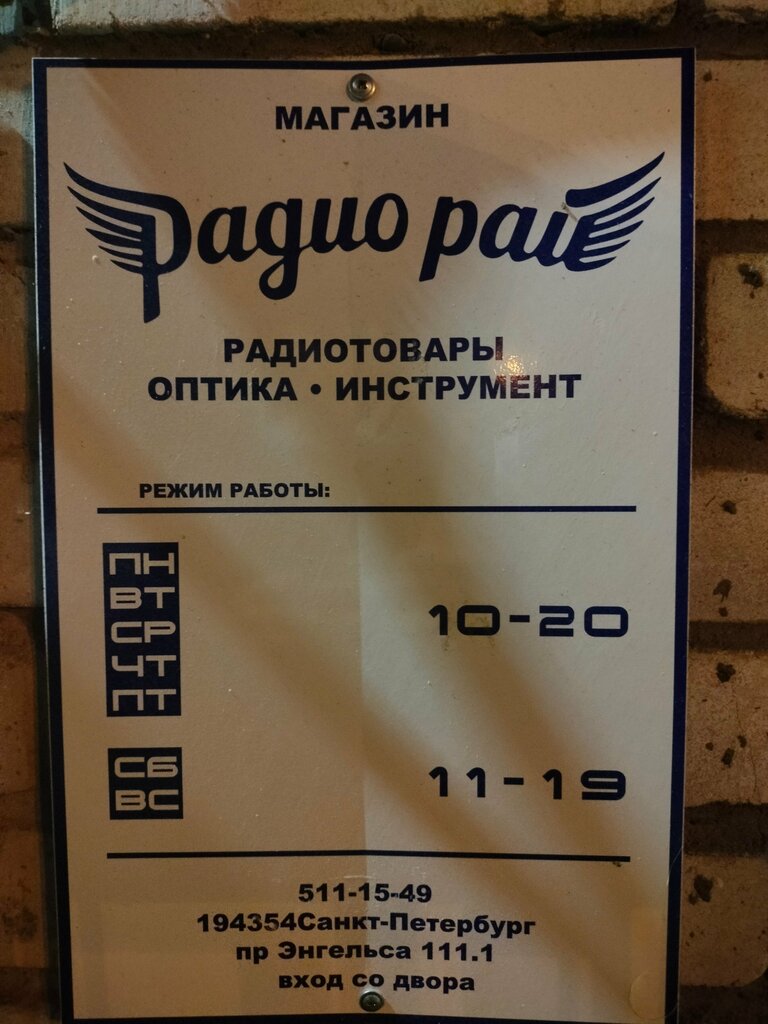 МАГАЗИН
Радио рай
РАДИОТОВАРЫ
ОПТИКА • ИНСТРУМЕНТ
РЕЖИМ РАБОТЫ:
ПН
ВТ
СР
ЧТ
ПТ
10-20
СБ
ВС
11-19
511-15-49
194354Санкт-Петербург
пр Энгельса 111.1
вход со двора